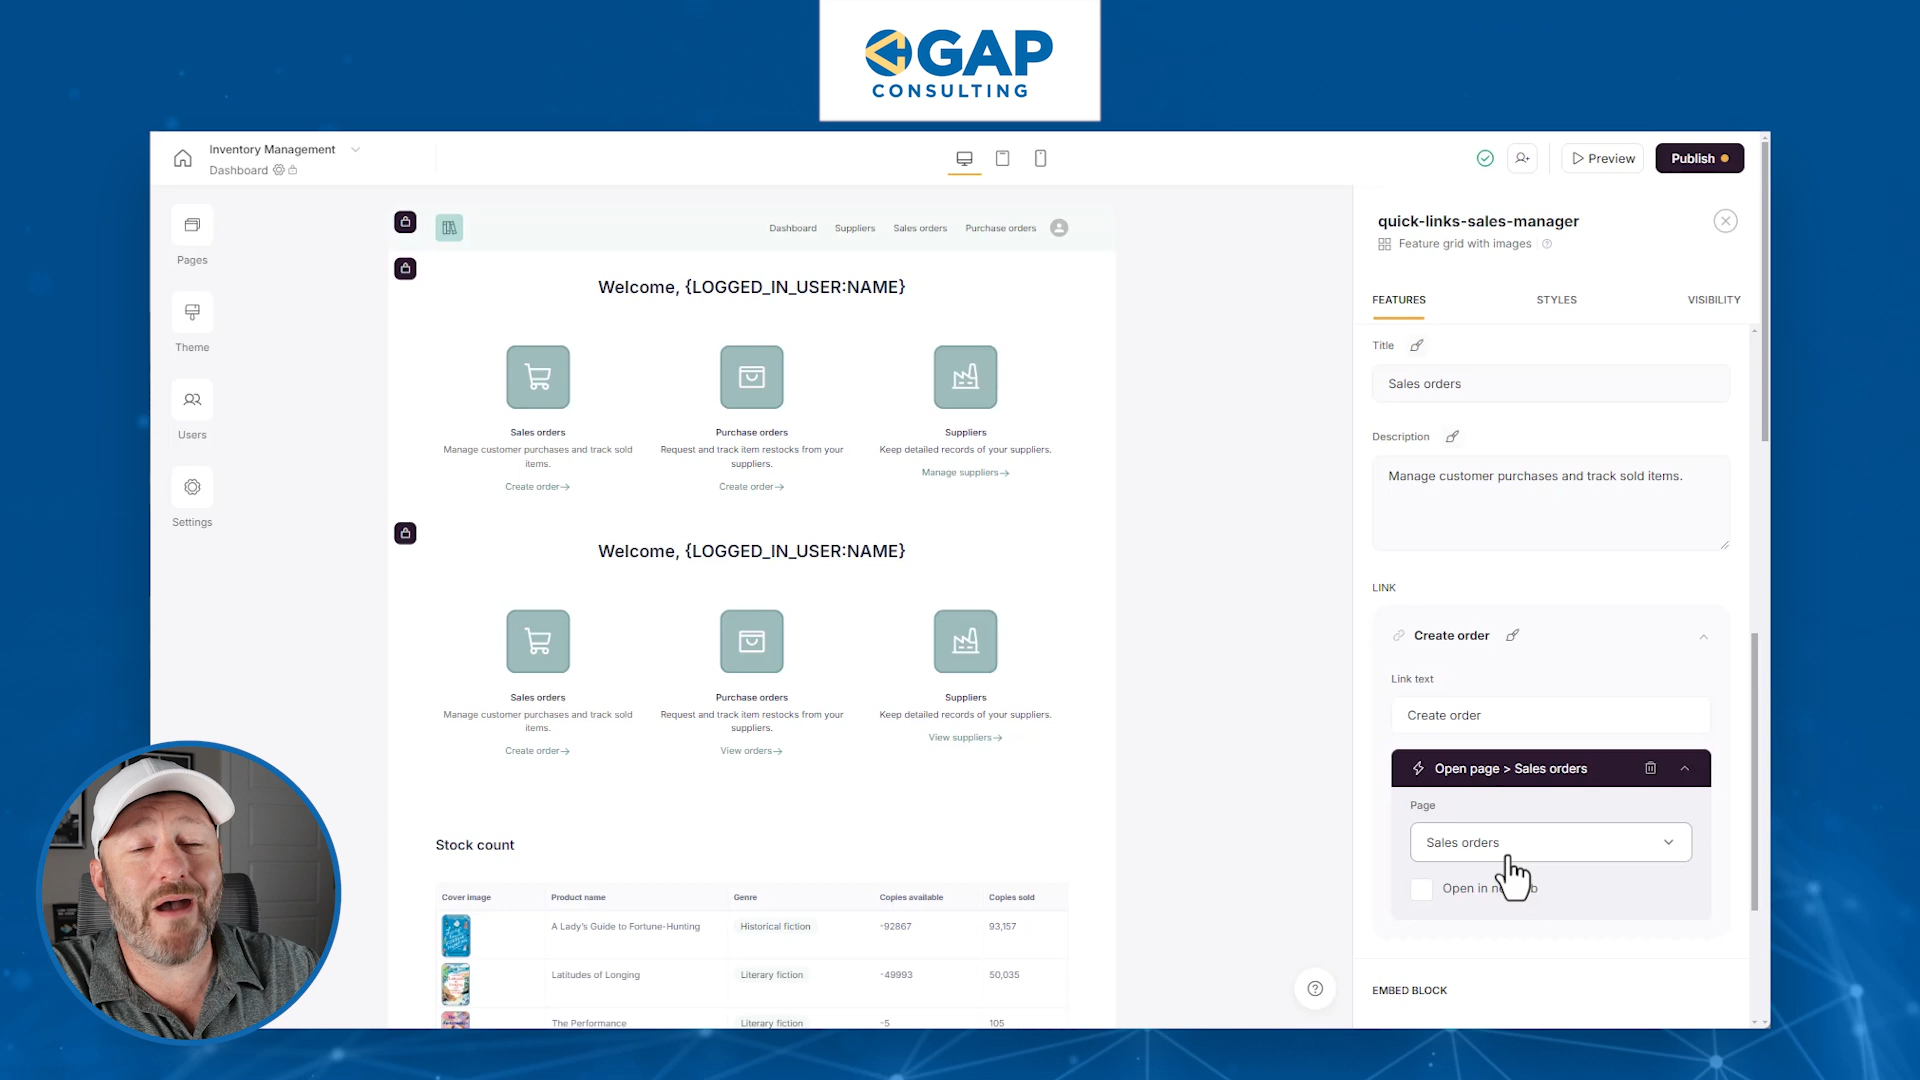 GAP
CONSULTING
Inventory Management
Dashboard
Preview
Publish
Pages
Theme
Users
Settings
Dashboard Suppliers Sales orders Purchase orders
Welcome, {LOGGED_IN_USER:NAME}
Sales orders
Manage customer purchases and track sold
items.
Create order→
Purchase orders
Request and track item restocks from your
suppliers.
Create order→
Suppliers
Keep detailed records of your suppliers.
Manage suppliers→
Welcome, {LOGGED_IN_USER:NAME}
Sales orders
Manage customer purchases and track sold
items.
Create order→
Purchase orders
Request and track item restocks from your
suppliers.
View orders→
Suppliers
Keep detailed records of your suppliers.
View suppliers→
Stock count
Cover image Product name Genre Copies available Copies sold
A Lady's Guide to Fortune-Hunting Historical fiction -92867 93,157
Latitudes of Longing Literary fiction -49993 50,035
The Performance Literary fiction -5 105
quick-links-sales-manager
Feature grid with images
FEATURES STYLES VISIBILITY
Title
Sales orders
Description
Manage customer purchases and track sold items.
LINK
Create order
Link text
Create order
Open page > Sales orders
Page
Sales orders
Open in
EMBED BLOCK